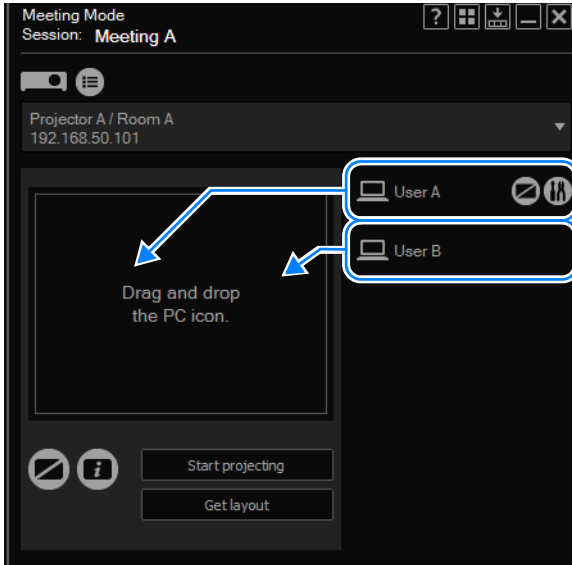 Meeting Mode
Session: Meeting A
?
Projector A / Room A
192.168.50.101
User A
User B
Drag and drop
the PC icon.
i
Start projecting
Get layout